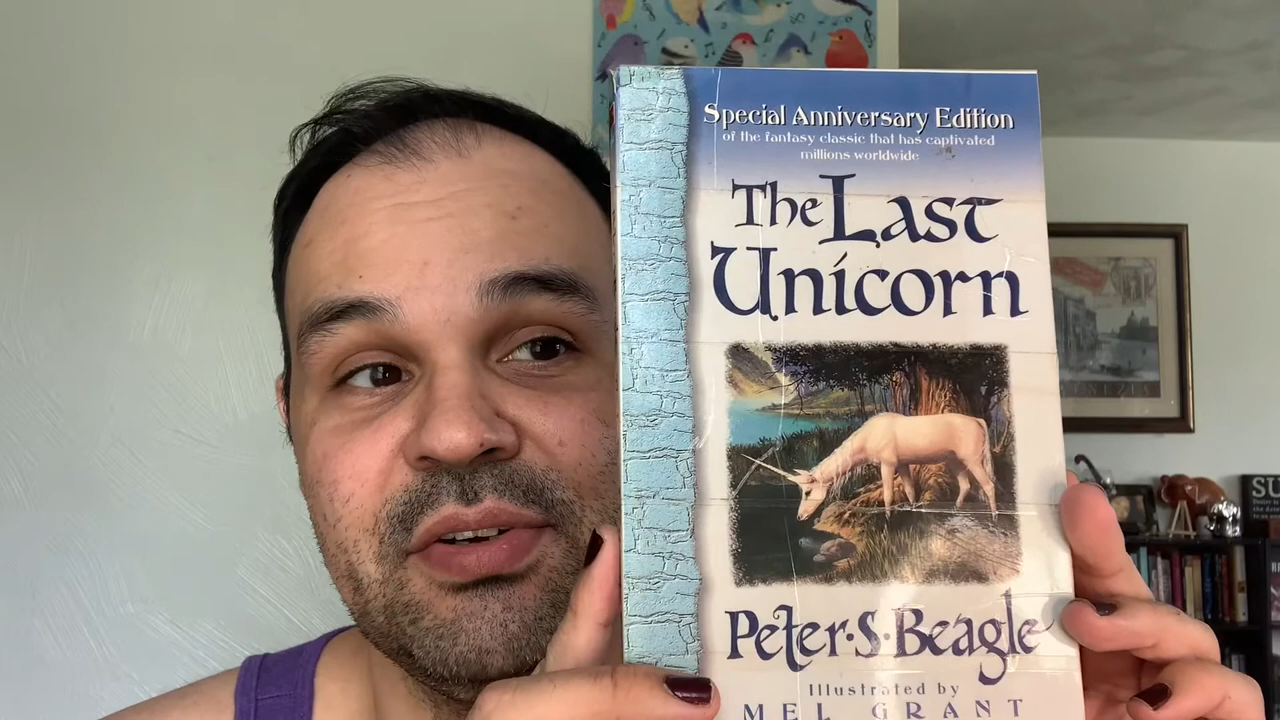 Special Anniversary Edition
of the fantasy classic that has captivated
millions worldwide
The Last
Unicorn
Peter·S·Beagle
Illustrated by
MEL GRANT
SU